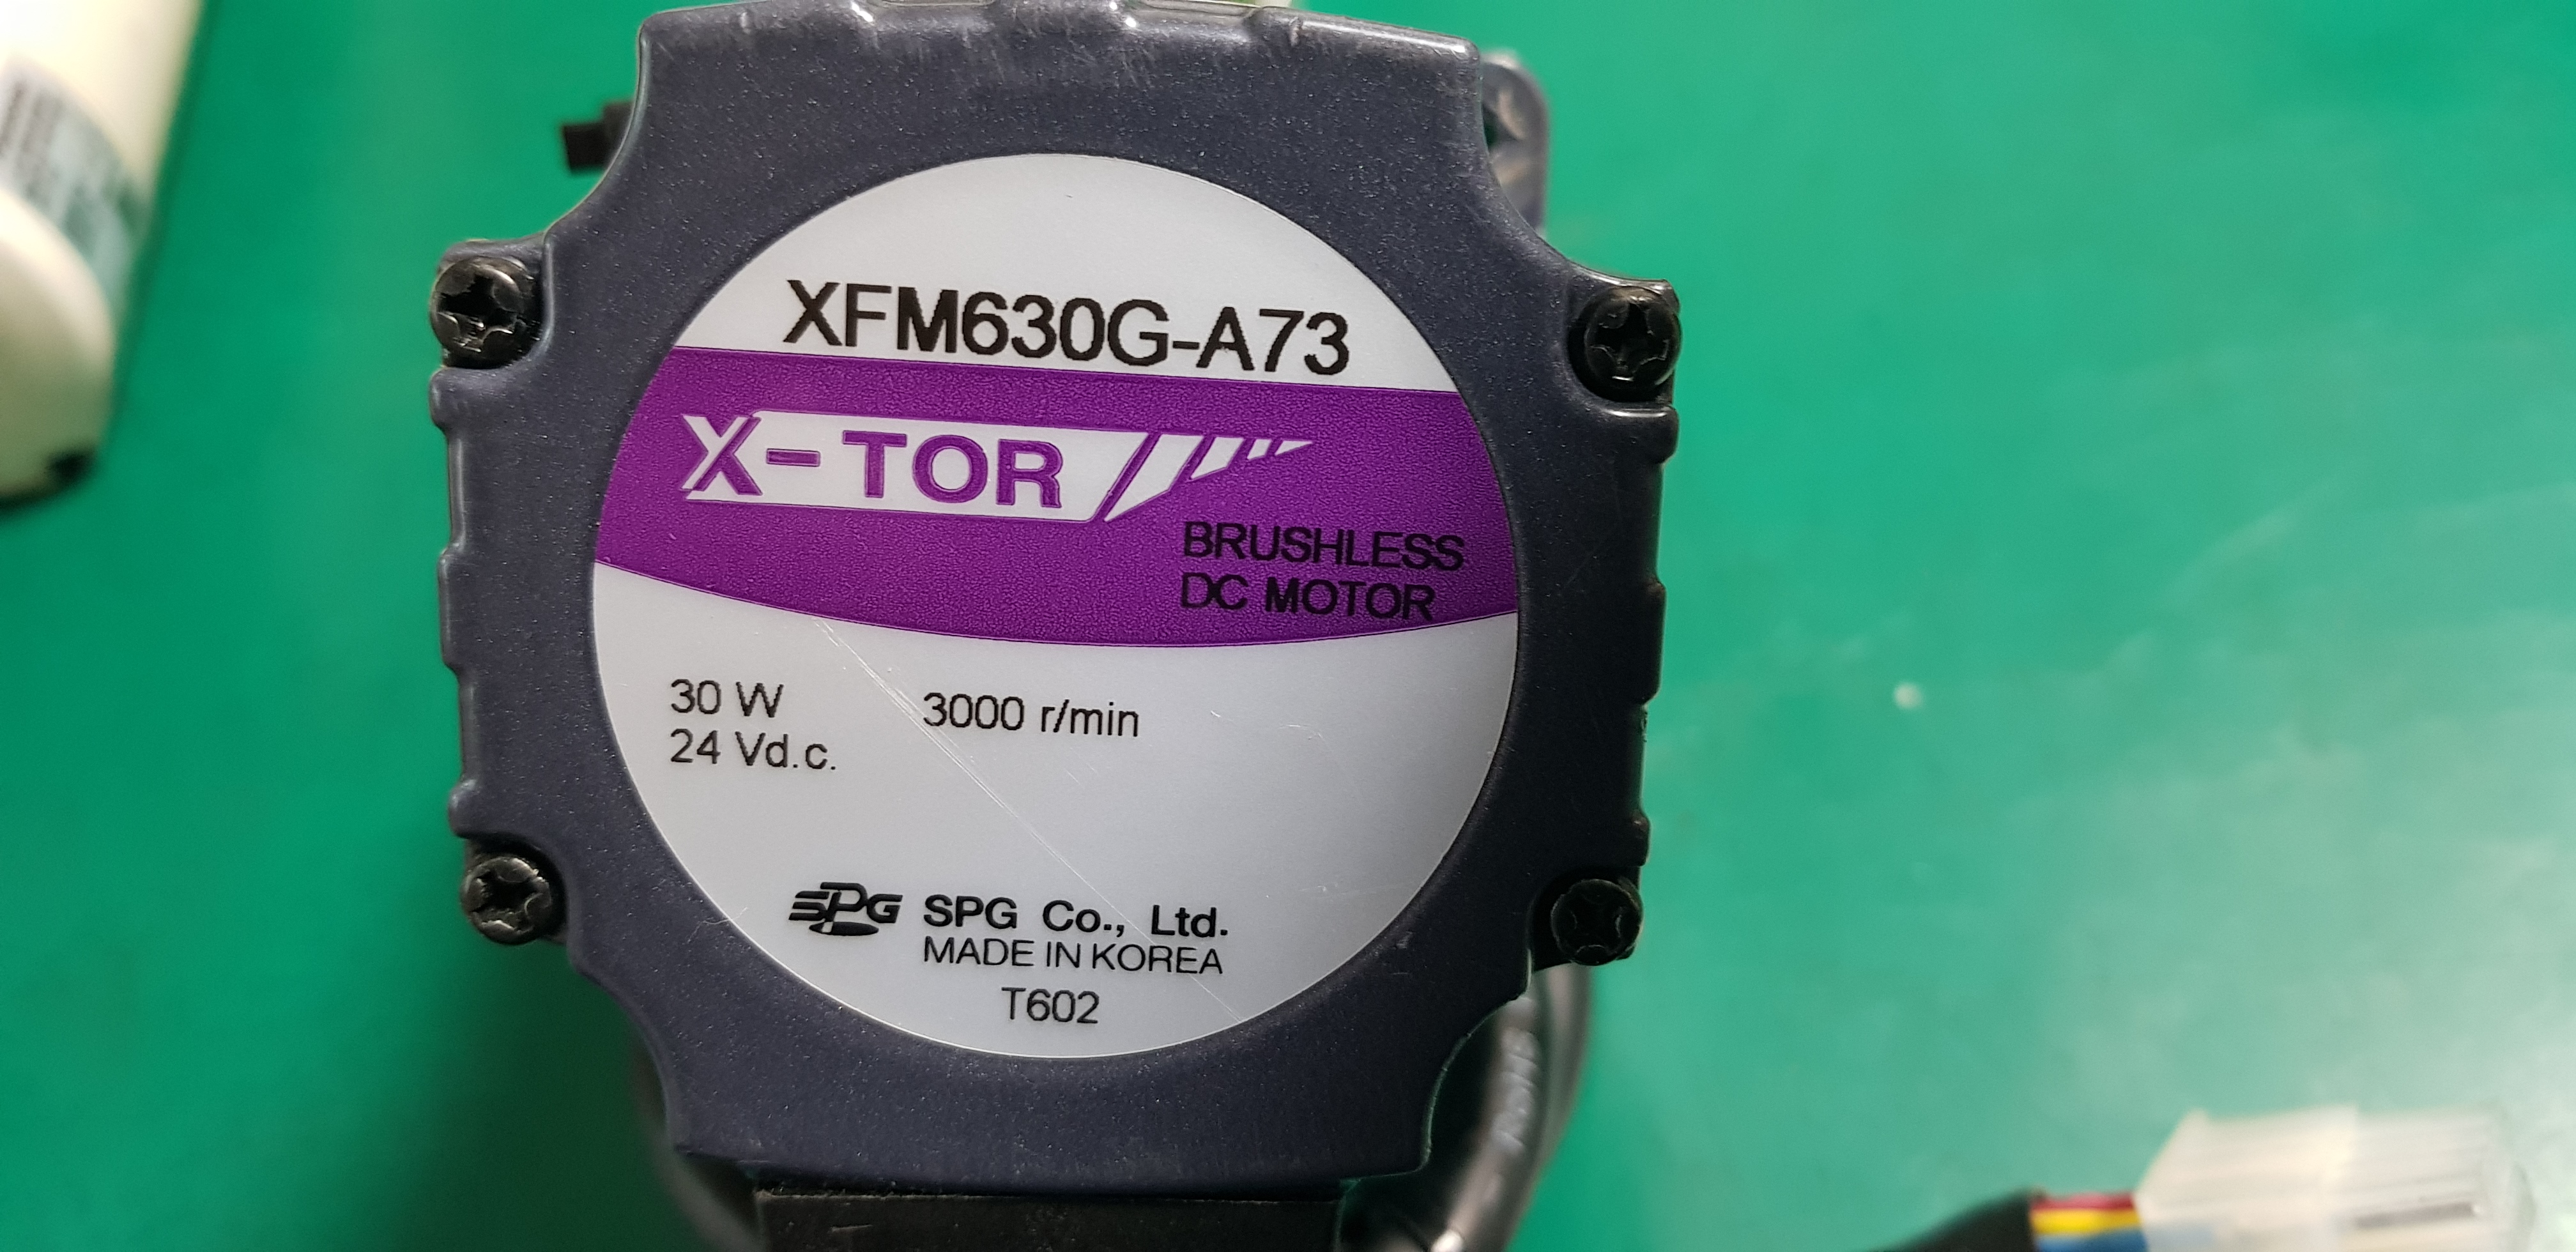 XFM630G-A73
X-TOR
BRUSHLESS
DC MOTOR
30 W 3000 r/min
24 Vd.c.
SPG SPG Co., Ltd.
MADE IN KOREA
T602